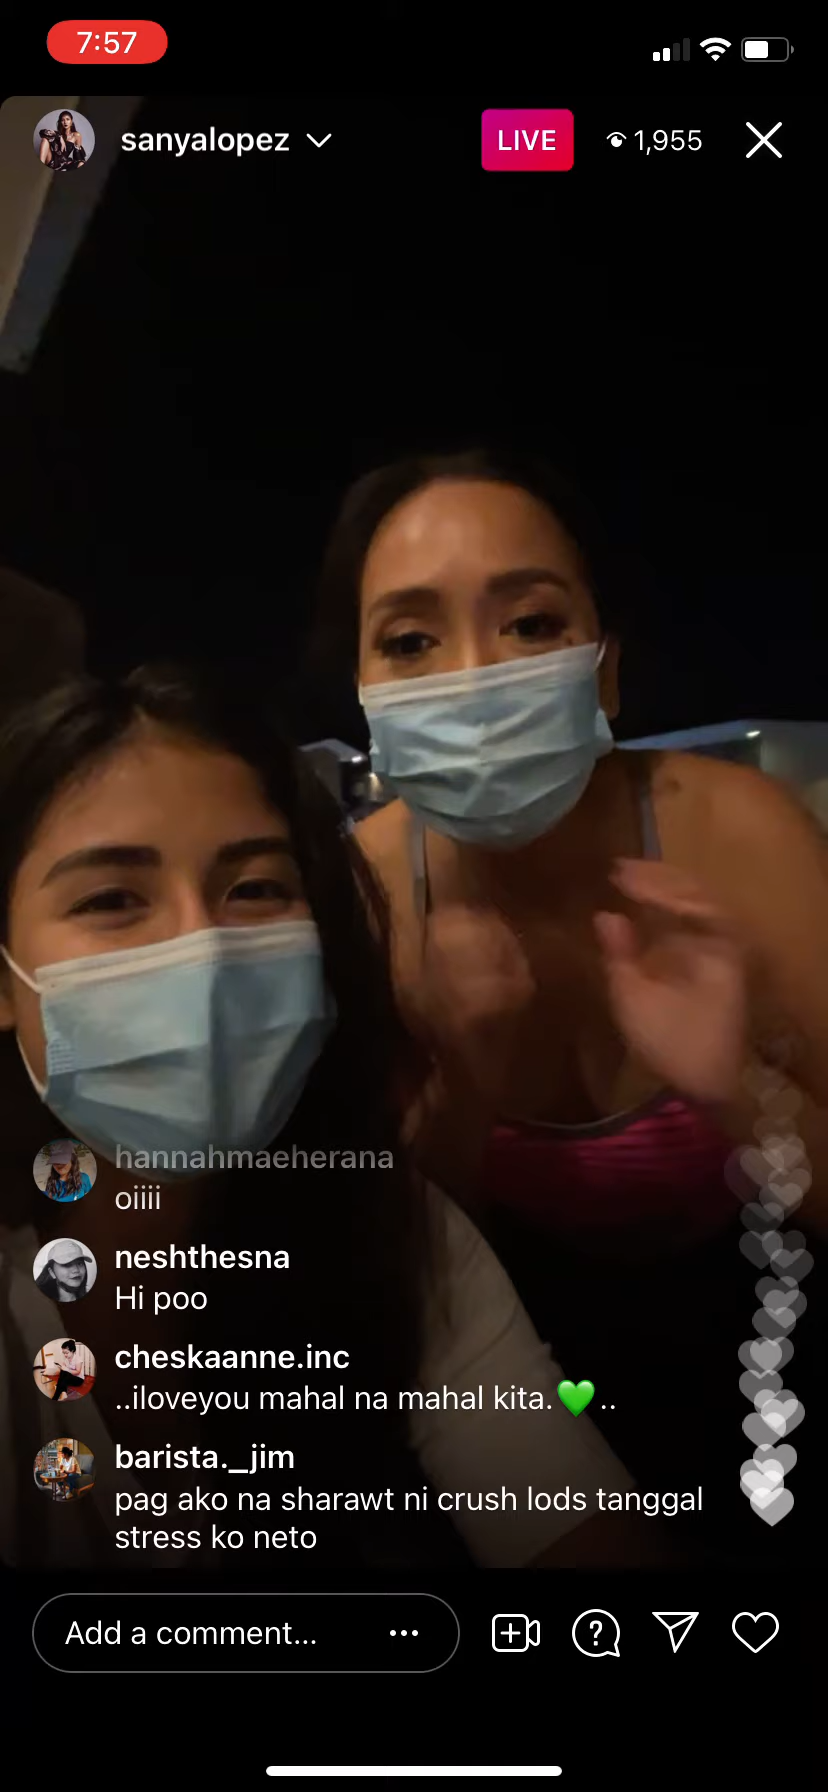 7:57
sanyalopez
LIVE
1,955
hannahmaeherana
oiiii
neshthesna
Hi poo
cheskaanne.inc
..iloveyou mahal na mahal kita.💚..
barista._jim
pag ako na sharawt ni crush lods tanggal
stress ko neto
Add a comment...